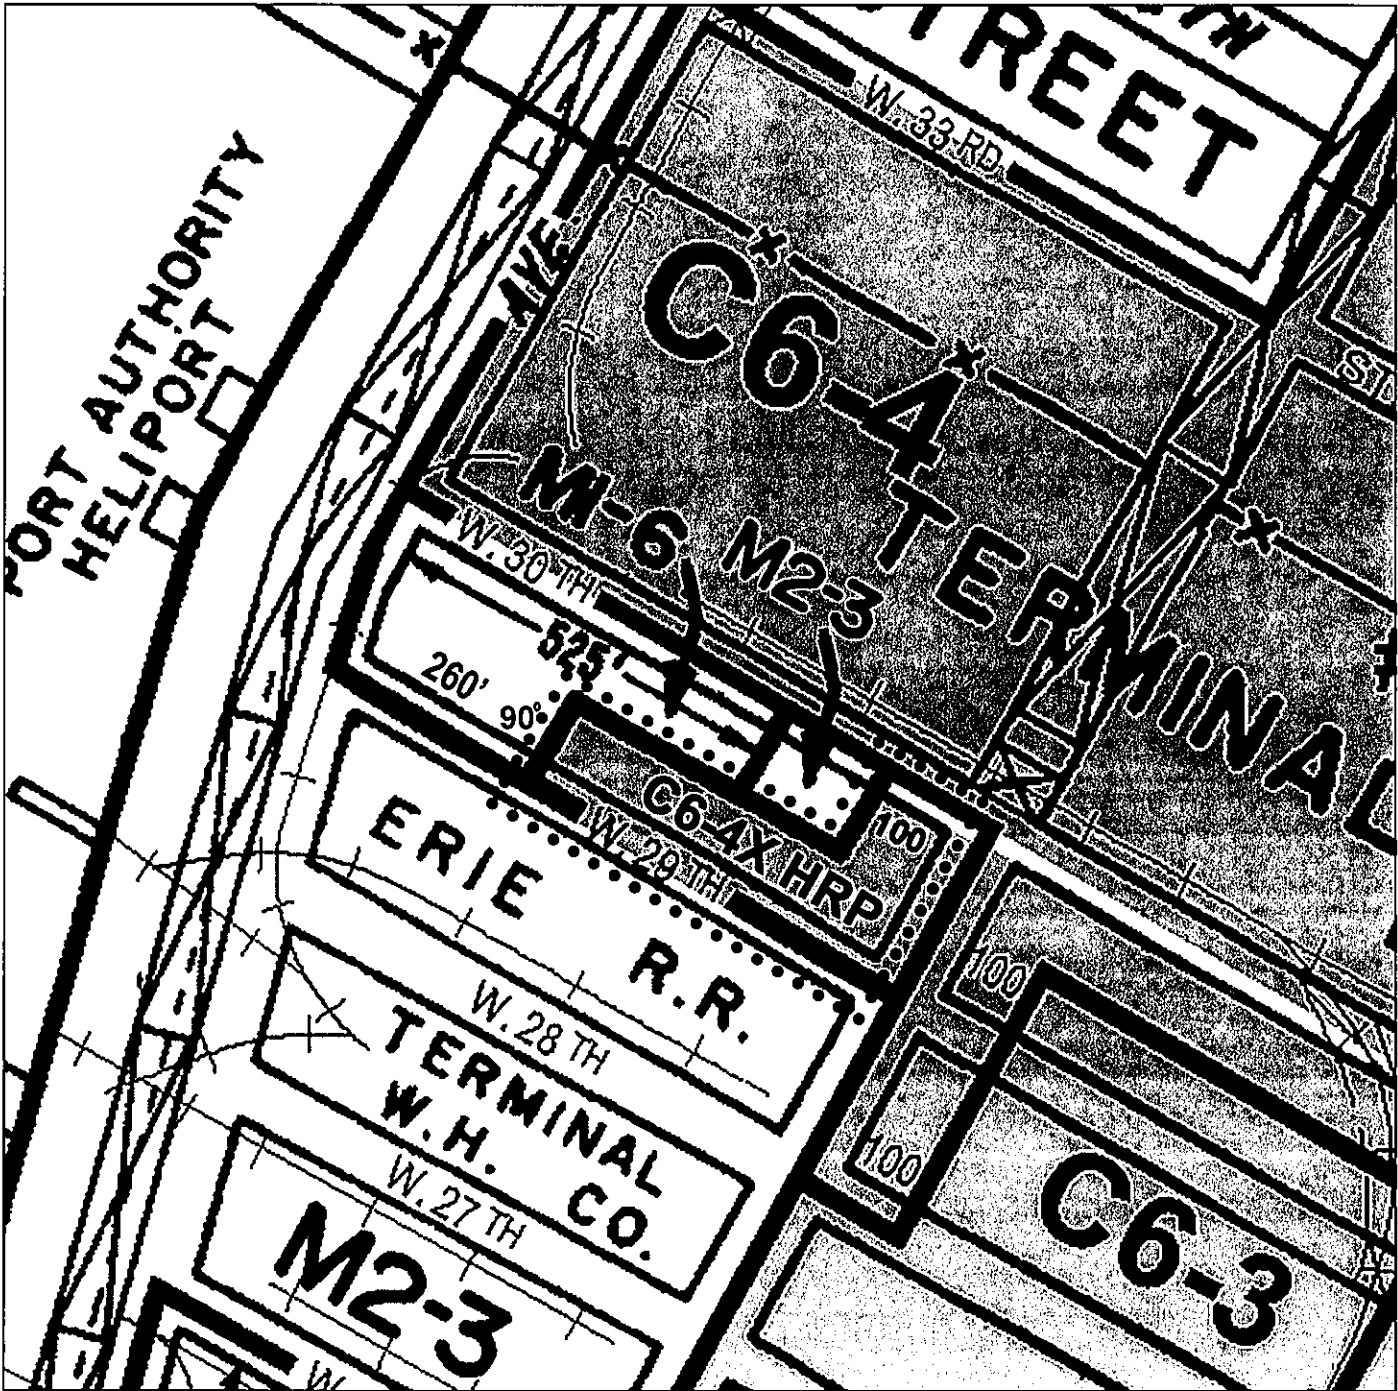 STREET
W. 33 RD.
AVE.
PORT AUTHORITY
HELIPORT
C6-4
ST
M1-6
M2-3
TERMINAL
W. 30 TH
525'
260'
90°
C6-4X HRP
100
W. 29 TH
ERIE R.R.
100
W. 28 TH
TERMINAL
W.H. CO.
100
C6-3
W. 27 TH
M2-3
W